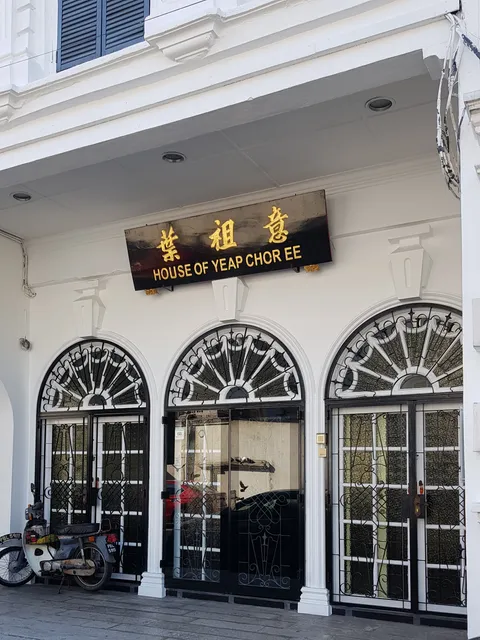 葉祖意
HOUSE OF YEAP CHOR EE